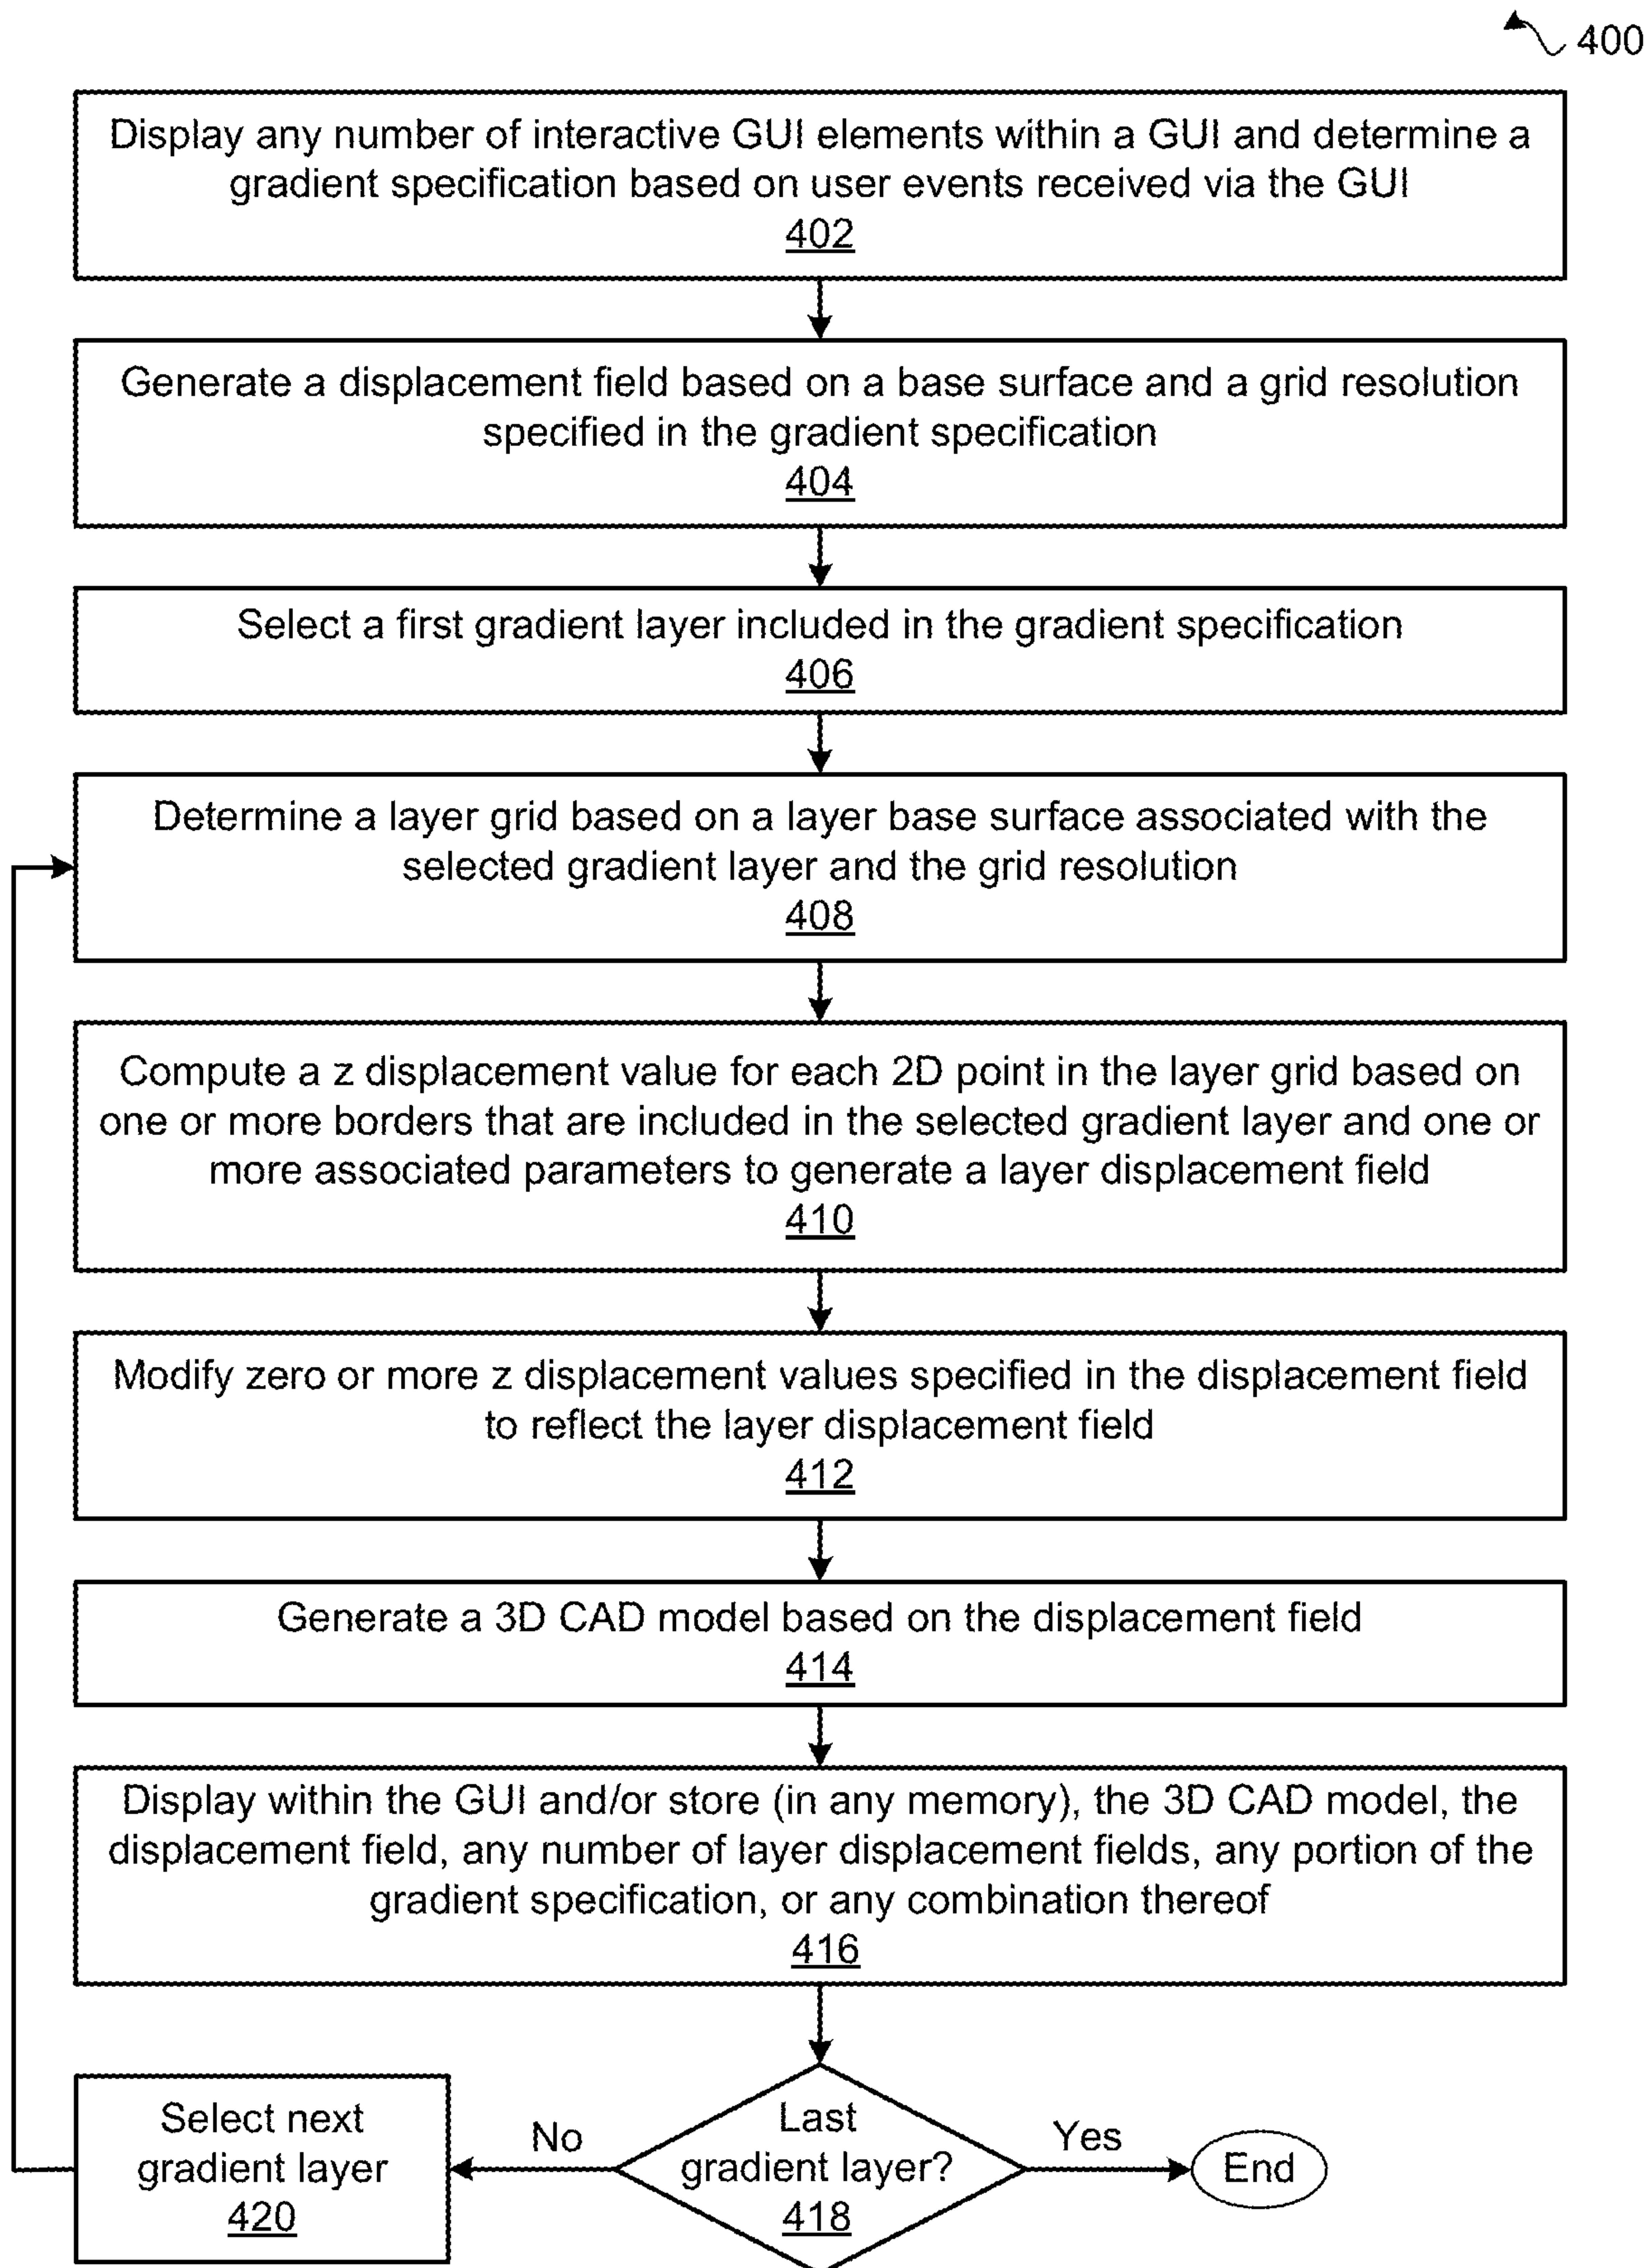 400
Display any number of interactive GUI elements within a GUI and determine a
gradient specification based on user events received via the GUI
402
Generate a displacement field based on a base surface and a grid resolution
specified in the gradient specification
404
Select a first gradient layer included in the gradient specification
406
Determine a layer grid based on a layer base surface associated with the
selected gradient layer and the grid resolution
408
Compute a z displacement value for each 2D point in the layer grid based on
one or more borders that are included in the selected gradient layer and one or
more associated parameters to generate a layer displacement field
410
Modify zero or more z displacement values specified in the displacement field
to reflect the layer displacement field
412
Generate a 3D CAD model based on the displacement field
414
Display within the GUI and/or store (in any memory), the 3D CAD model, the
displacement field, any number of layer displacement fields, any portion of the
gradient specification, or any combination thereof
416
Select next
gradient layer
420
No
Last
gradient layer?
418
Yes
End